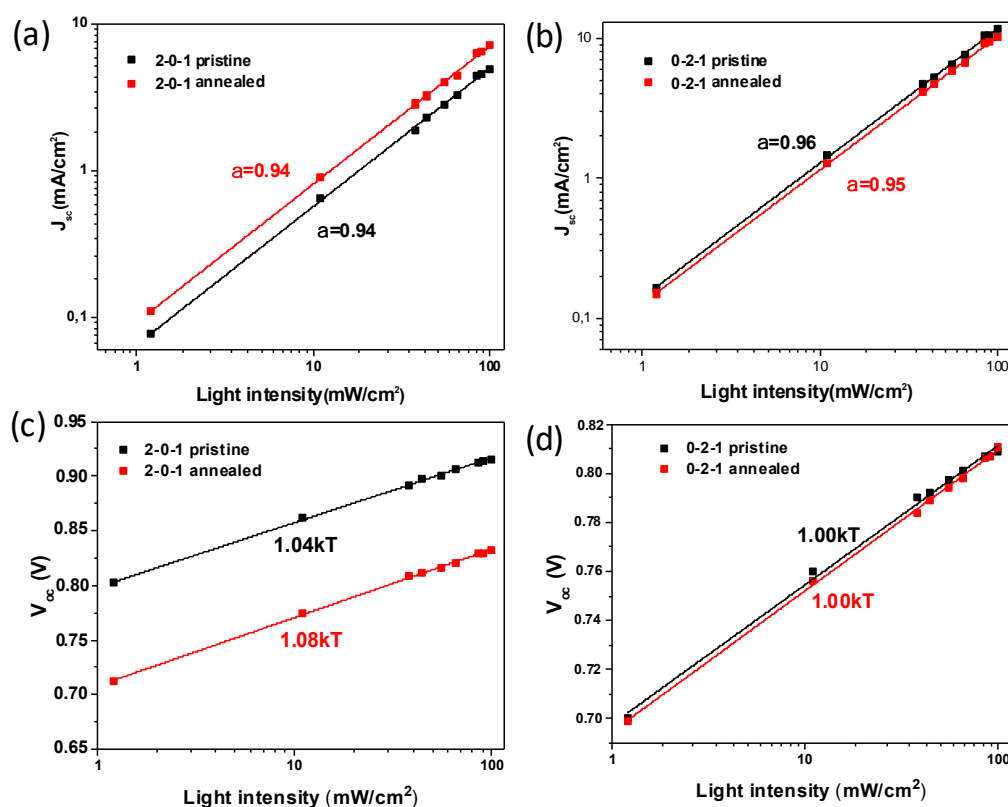 (a)
10
2-0-1 pristine
2-0-1 annealed
a=0.94
a=0.94
1
0,1
J_sc(mA/cm²)
1 10 100
Light intensity(mW/cm²)
(b)
10
0-2-1 pristine
0-2-1 annealed
a=0.96
a=0.95
1
0,1
J_sc(mA/cm²)
1 10 100
Light intensity(mW/cm²)
(c)
0.95
2-0-1 pristine
2-0-1 annealed
0.90
0.85
1.04kT
0.80
0.75
1.08kT
0.70
0.65
V_oc (V)
1 10 100
Light intensity (mW/cm²)
(d)
0.82
0-2-1 pristine
0-2-1 annealed
0.80
0.78
1.00kT
0.76
1.00kT
0.74
0.72
0.70
V_oc (V)
1 10 100
Light intensity (mW/cm²)